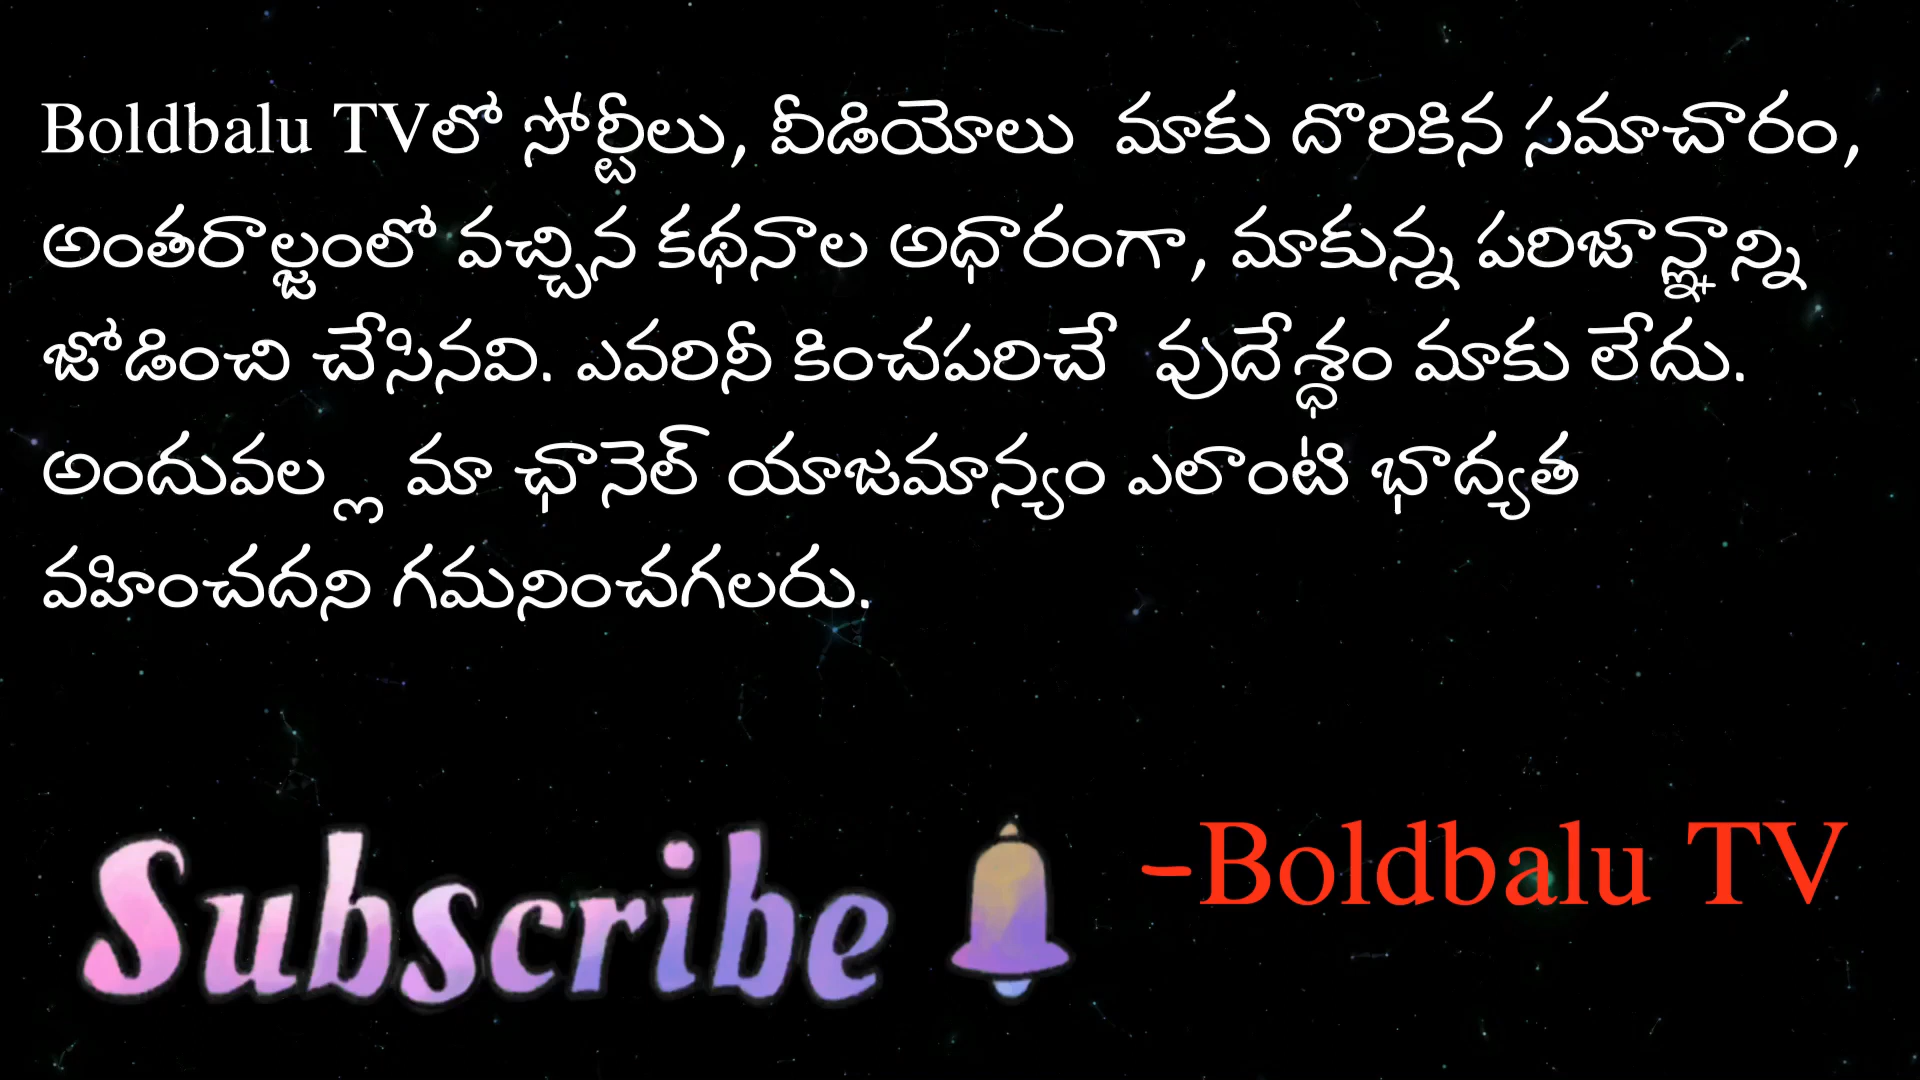 Boldbalu TVలో సోర్టీలు, వీడియోలు మాకు దొరికిన సమాచారం,
అంతరాల్జంలో వచ్చిన కథనాల అధారంగా, మాకున్న పరిజాన్ఞాన్ని
జోడించి చేసినవి. ఎవరినీ కించపరిచే వుదేశ్ధం మాకు లేదు.
అందువల్ల మా ఛానెల్ యాజమాన్యం ఎలాంటి భాద్యత
వహించదని గమనించగలరు.
Subscribe
-Boldbalu TV